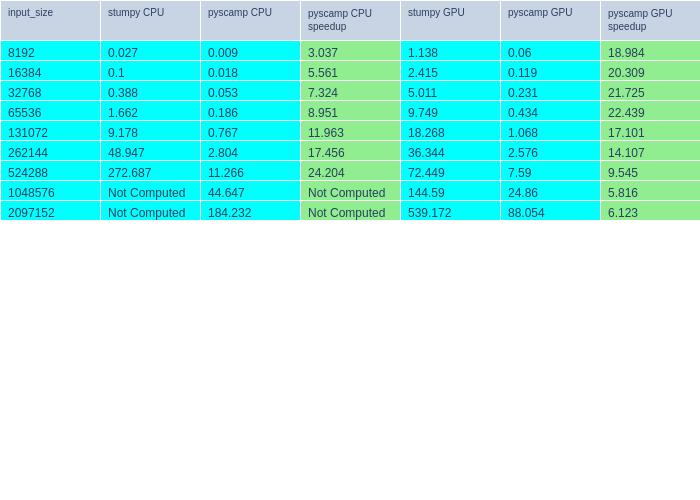 input_size stumpy CPU pyscamp CPU pyscamp CPU speedup stumpy GPU pyscamp GPU pyscamp GPU speedup
8192 0.027 0.009 3.037 1.138 0.06 18.984
16384 0.1 0.018 5.561 2.415 0.119 20.309
32768 0.388 0.053 7.324 5.011 0.231 21.725
65536 1.662 0.186 8.951 9.749 0.434 22.439
131072 9.178 0.767 11.963 18.268 1.068 17.101
262144 48.947 2.804 17.456 36.344 2.576 14.107
524288 272.687 11.266 24.204 72.449 7.59 9.545
1048576 Not Computed 44.647 Not Computed 144.59 24.86 5.816
2097152 Not Computed 184.232 Not Computed 539.172 88.054 6.123